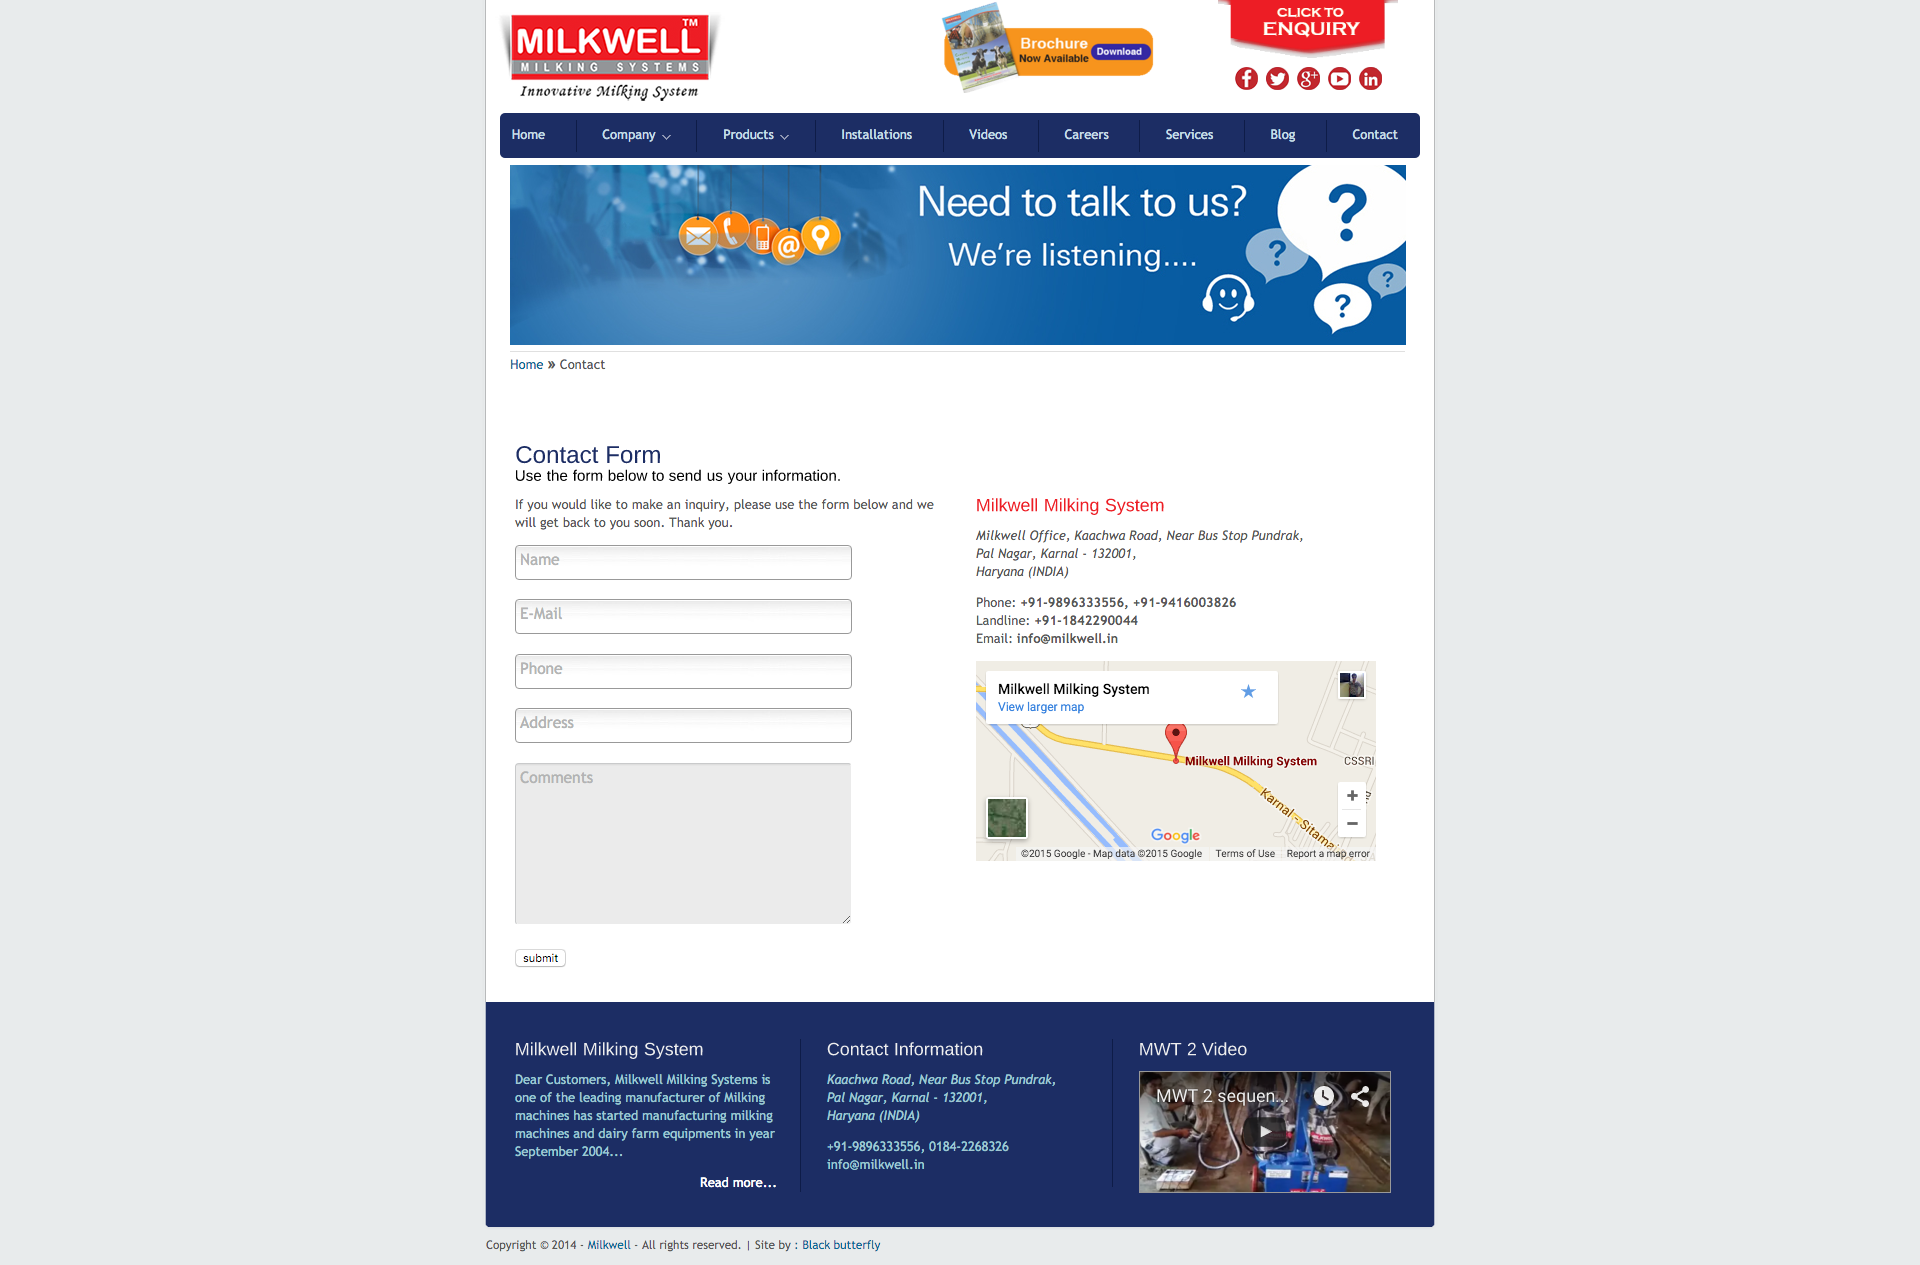 MILKWELL TM
MILKING SYSTEMS
Innovative Milking System
Brochure
Now Available
Download
CLICK TO
ENQUIRY
Home
Company
Products
Installations
Videos
Careers
Services
Blog
Contact
Need to talk to us?
We're listening....
Home » Contact
Contact Form
Use the form below to send us your information.
If you would like to make an inquiry, please use the form below and we
will get back to you soon. Thank you.
Name
E-Mail
Phone
Address
Comments
submit
Milkwell Milking System
Milkwell Office, Kaachwa Road, Near Bus Stop Pundrak,
Pal Nagar, Karnal - 132001,
Haryana (INDIA)
Phone: +91-9896333556, +91-9416003826
Landline: +91-1842290044
Email: info@milkwell.in
Milkwell Milking System
View larger map
Milkwell Milking System
CSSRI
Karnal - Sitamai
Google
©2015 Google - Map data ©2015 Google
Terms of Use
Report a map error
Milkwell Milking System
Dear Customers, Milkwell Milking Systems is
one of the leading manufacturer of Milking
machines has started manufacturing milking
machines and dairy farm equipments in year
September 2004...
Read more...
Contact Information
Kaachwa Road, Near Bus Stop Pundrak,
Pal Nagar, Karnal - 132001,
Haryana (INDIA)
+91-9896333556, 0184-2268326
info@milkwell.in
MWT 2 Video
MWT 2 sequen...
Copyright © 2014 - Milkwell - All rights reserved. | Site by : Black butterfly